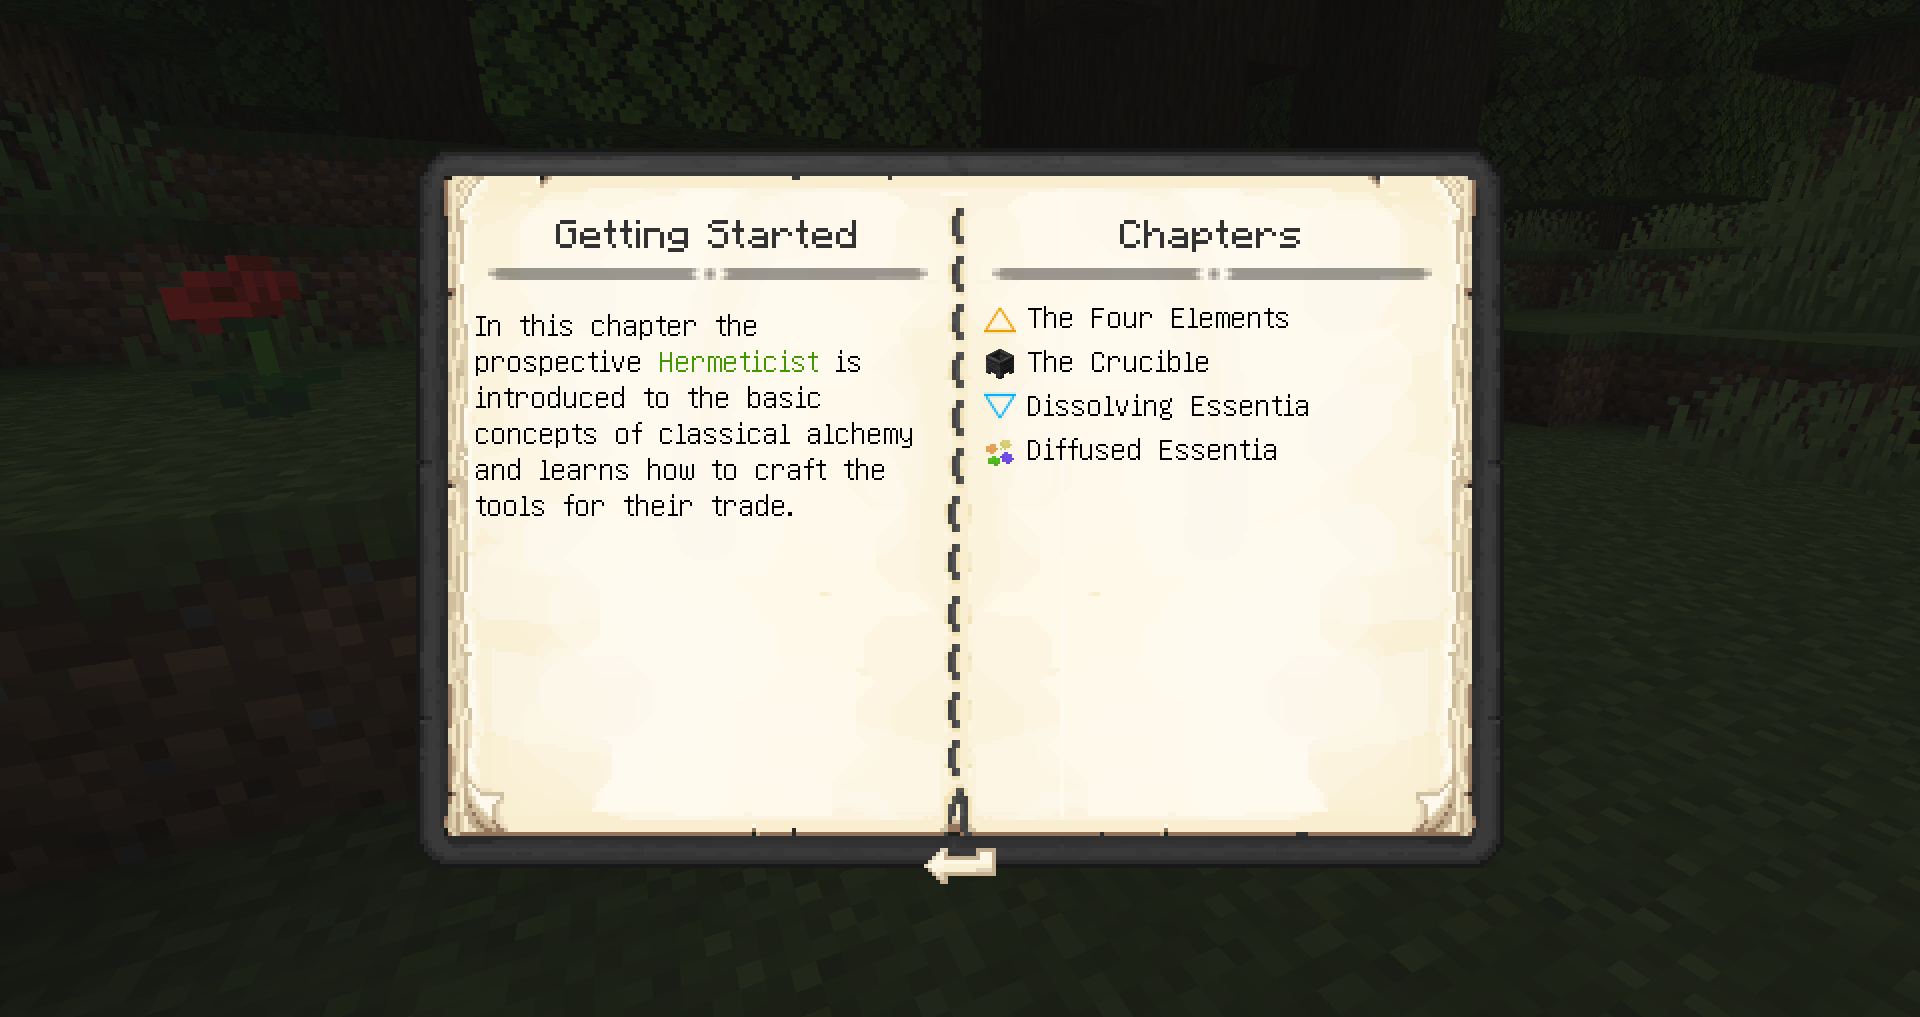 Getting Started
In this chapter the
prospective Hermeticist is
introduced to the basic
concepts of classical alchemy
and learns how to craft the
tools for their trade.
Chapters
The Four Elements
The Crucible
Dissolving Essentia
Diffused Essentia